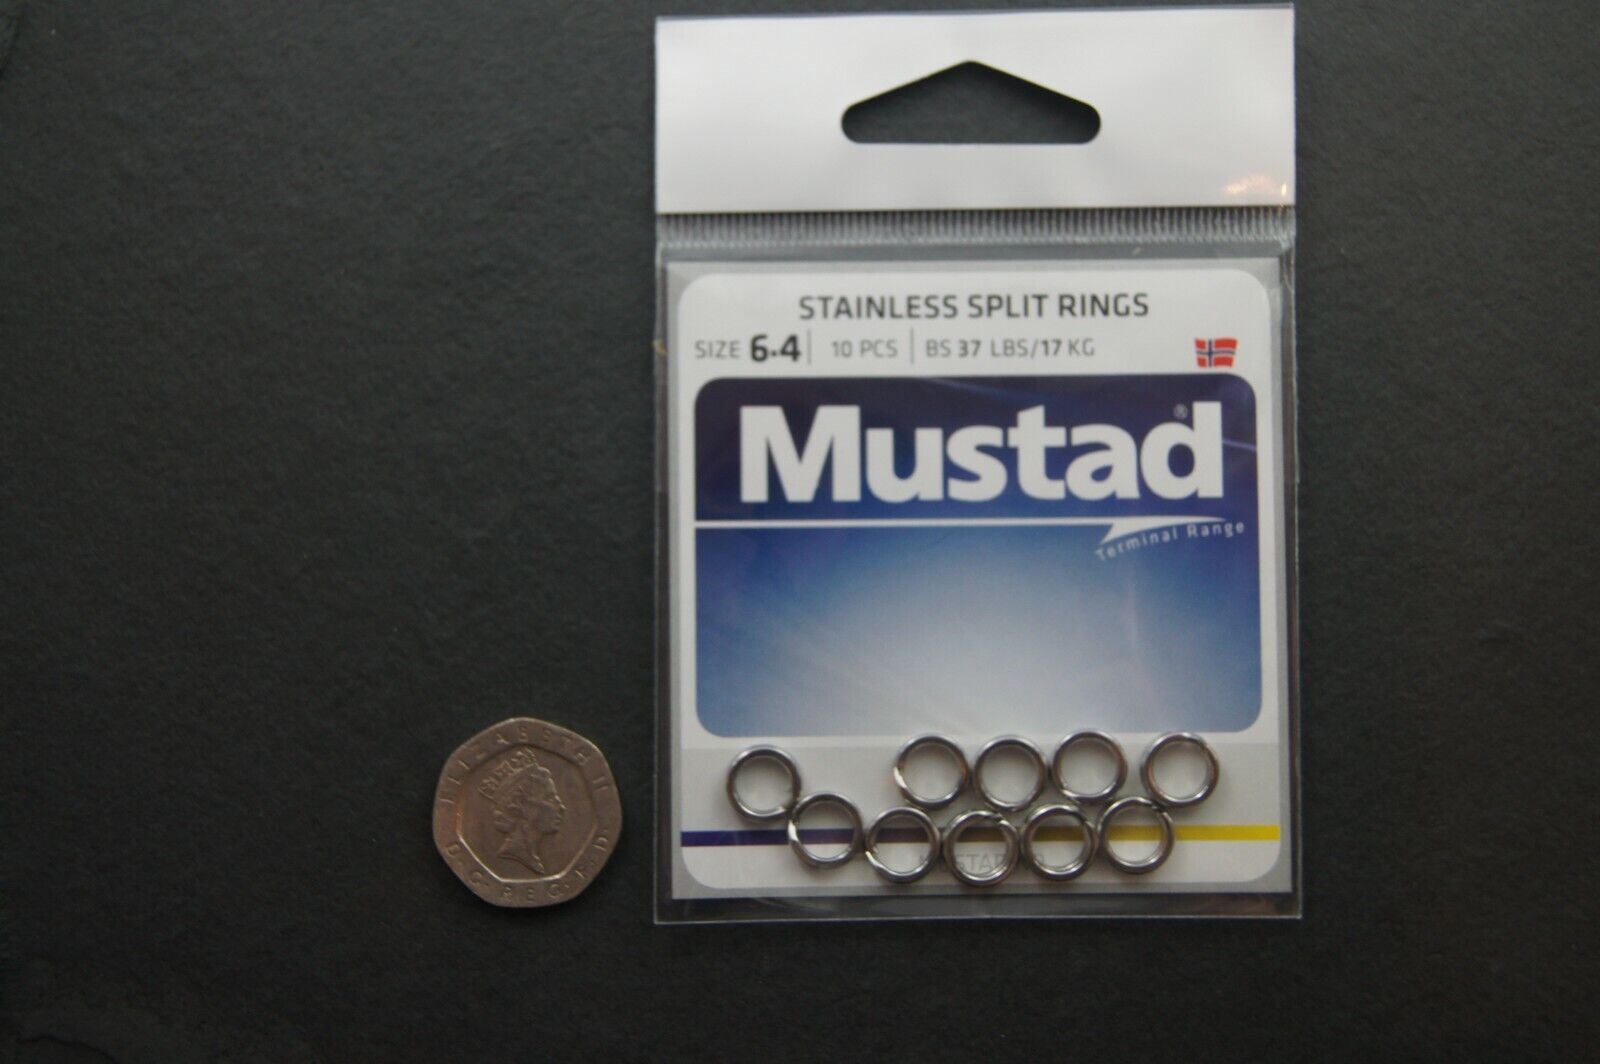 STAINLESS SPLIT RINGS
SIZE 6.4 10 PCS BS 37 LBS/17 KG
Mustad®
Terminal Range
ELIZABETH II
D·G·REG·F·D